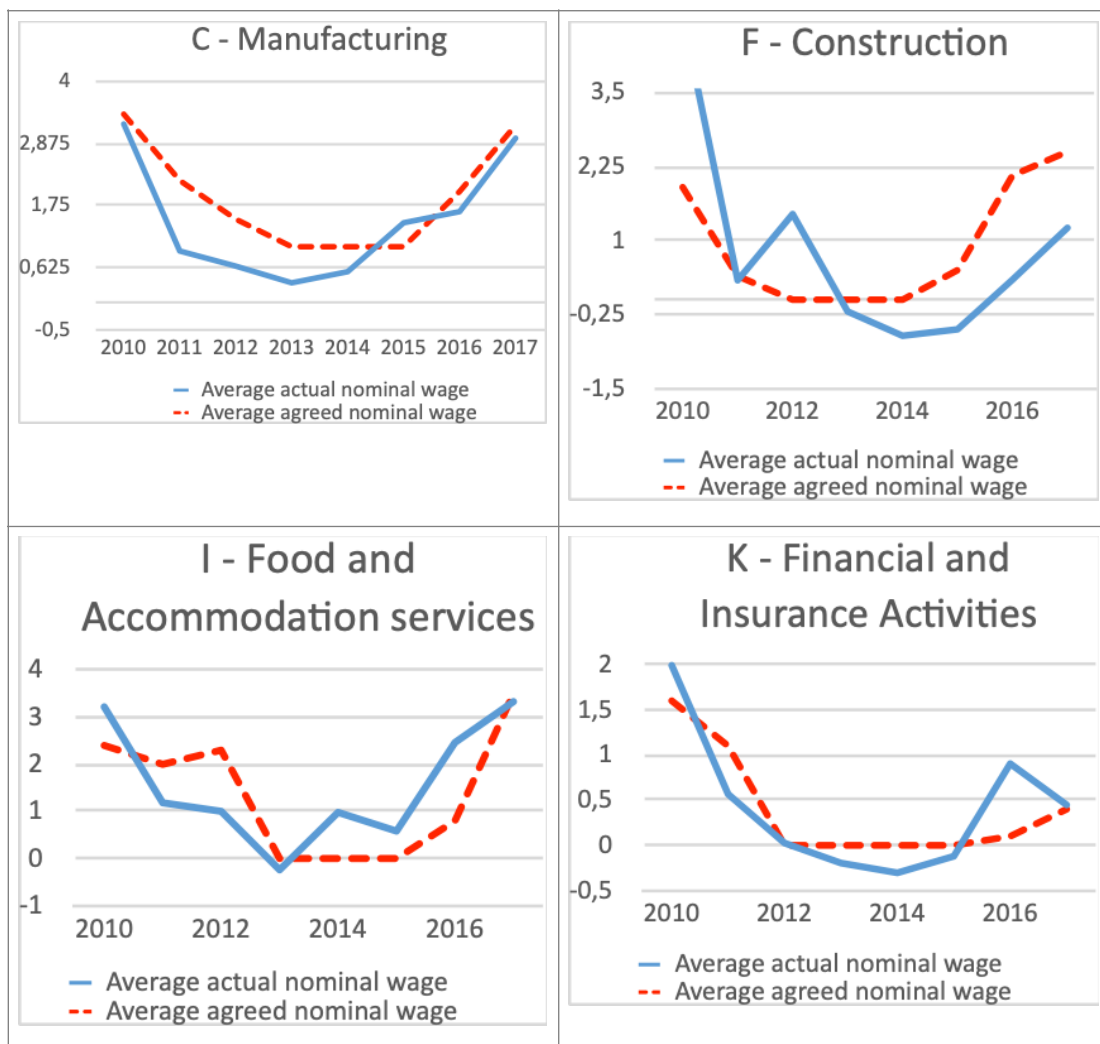 C - Manufacturing
4
2,875
1,75
0,625
-0,5
2010 2011 2012 2013 2014 2015 2016 2017
Average actual nominal wage
Average agreed nominal wage
F - Construction
3,5
2,25
1
-0,25
-1,5
2010 2012 2014 2016
Average actual nominal wage
Average agreed nominal wage
I - Food and
Accommodation services
4
3
2
1
0
-1
2010 2012 2014 2016
Average actual nominal wage
Average agreed nominal wage
K - Financial and
Insurance Activities
2
1,5
1
0,5
0
-0,5
2010 2012 2014 2016
Average actual nominal wage
Average agreed nominal wage